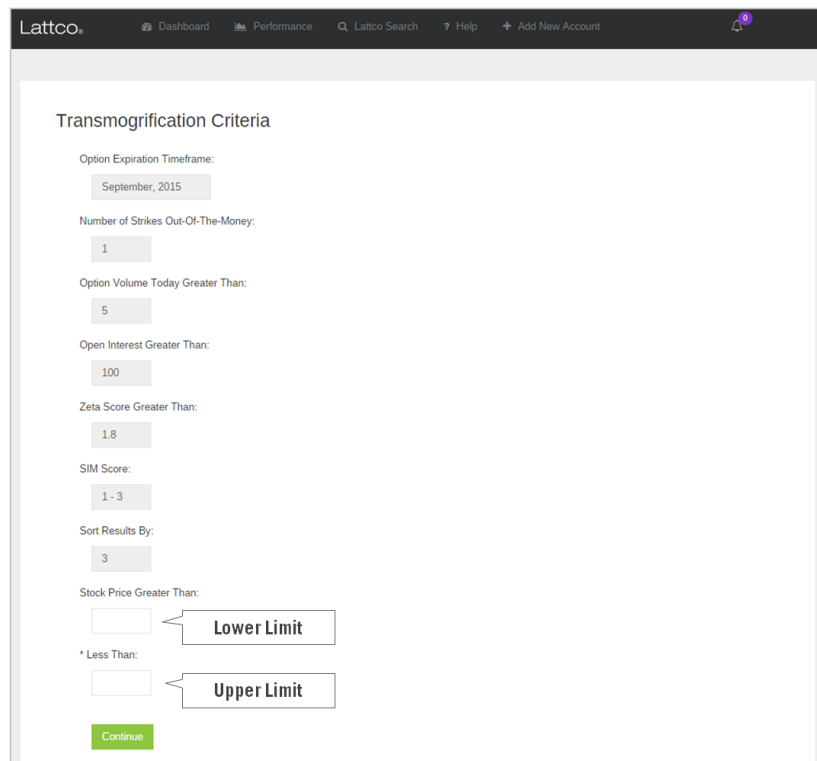 Lattco® Dashboard Performance Lattco Search ? Help + Add New Account 0
Transmogrification Criteria
Option Expiration Timeframe:
September, 2015
Number of Strikes Out-Of-The-Money:
1
Option Volume Today Greater Than:
5
Open Interest Greater Than:
100
Zeta Score Greater Than:
1.8
SIM Score:
1 - 3
Sort Results By:
3
Stock Price Greater Than:
Lower Limit
* Less Than:
Upper Limit
Continue